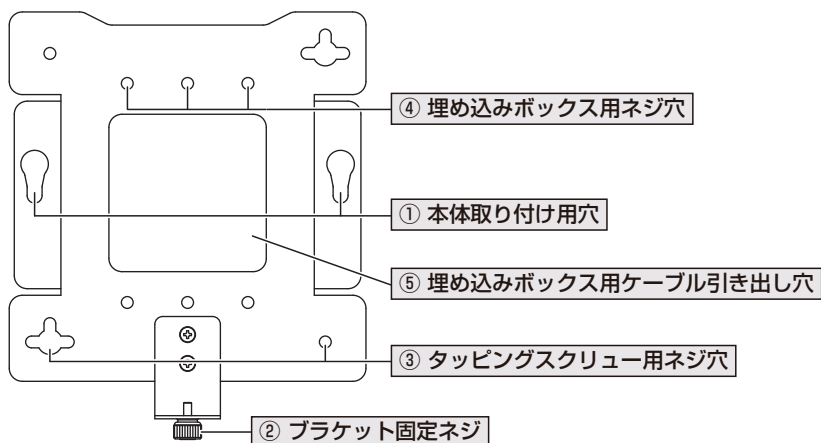 ④ 埋め込みボックス用ネジ穴
① 本体取り付け用穴
⑤ 埋め込みボックス用ケーブル引き出し穴
③ タッピングスクリュー用ネジ穴
② ブラケット固定ネジ